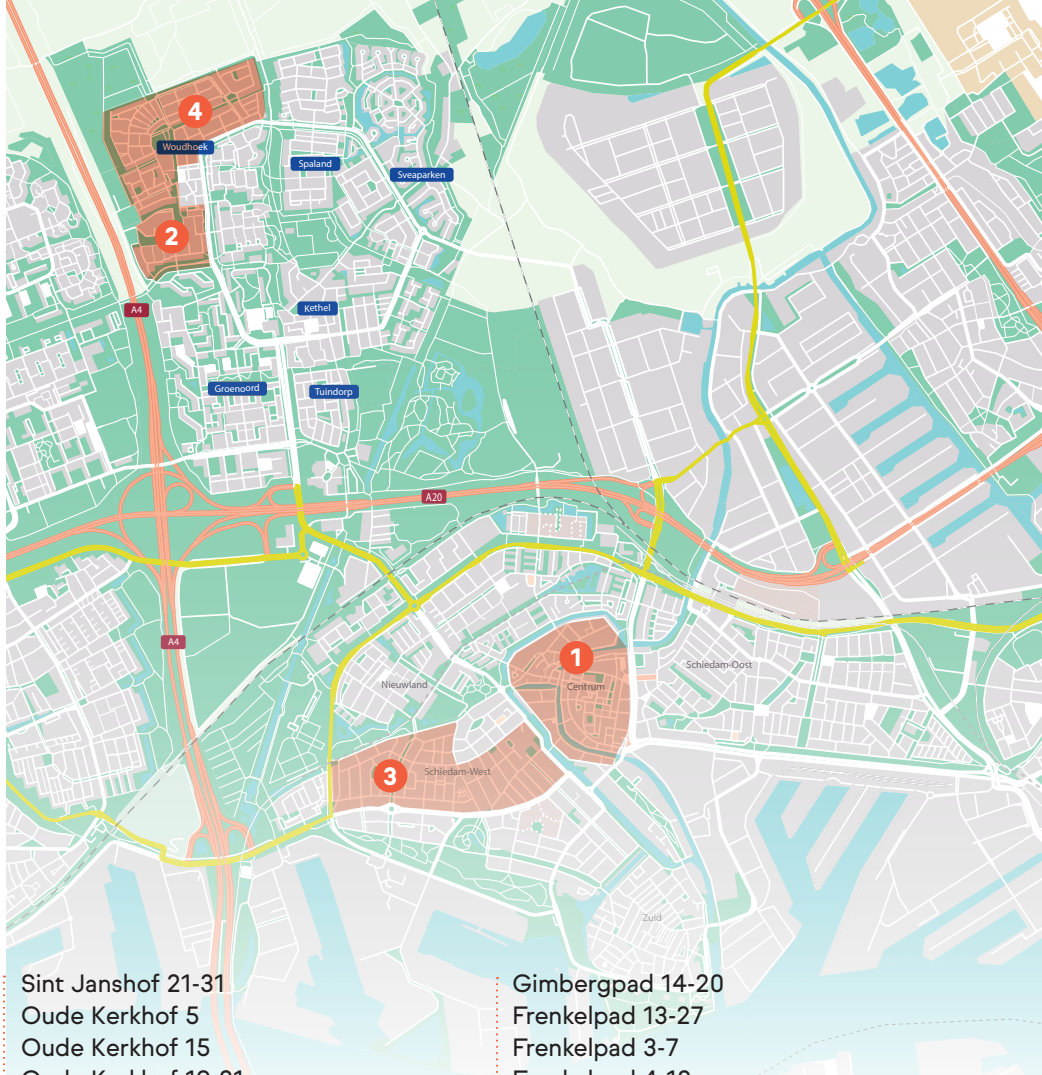 4
Woudhoek
Spaland
Sveaparken
2
Kethel
A4
Groenoord
Tuindorp
A20
A4
1
Centrum
Schiedam-Oost
Nieuwland
3
Schiedam-West
Zuid
Sint Janshof 21-31
Oude Kerkhof 5
Oude Kerkhof 15
Gimbergpad 14-20
Frenkelpad 13-27
Frenkelpad 3-7